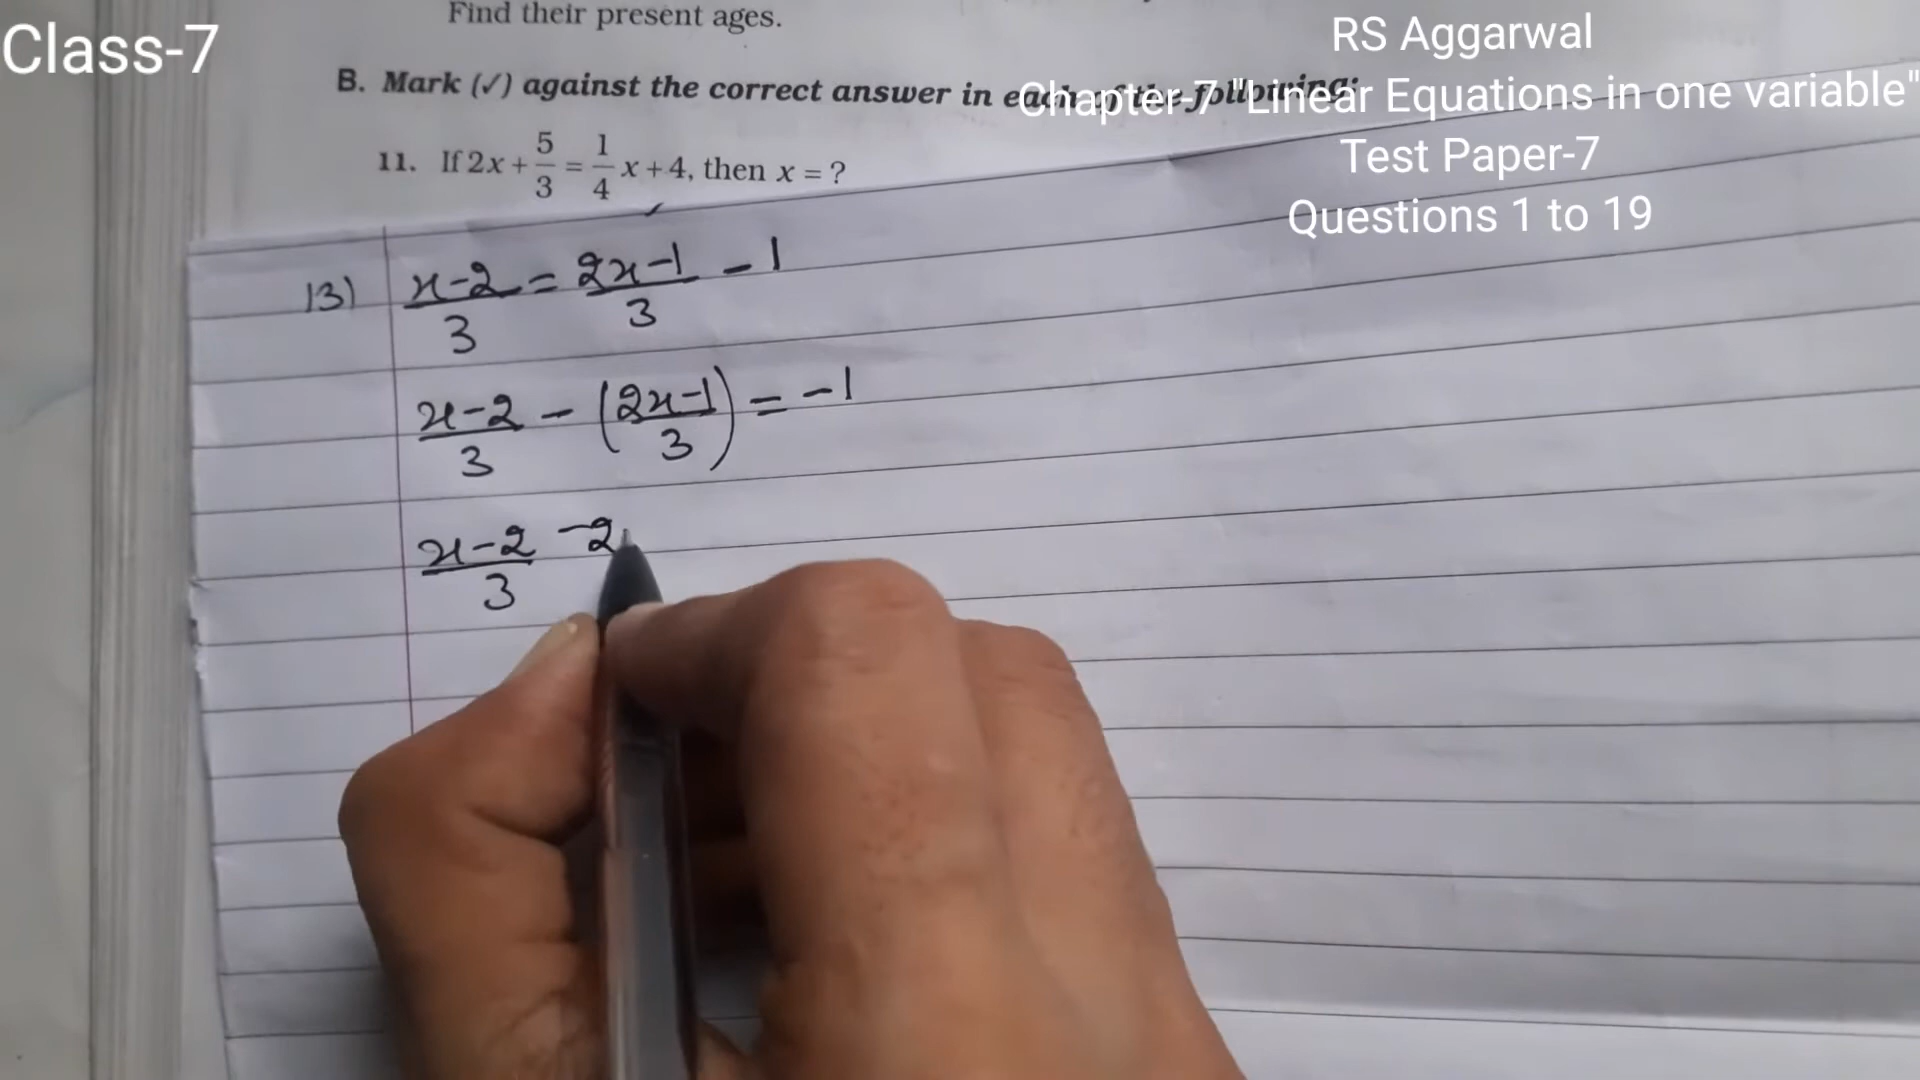 Find their present ages.
Class-7
RS Aggarwal
B. Mark (✓) against the correct answer in each of the following:
Chapter-7 "Linear Equations in one variable"
Test Paper-7
Questions 1 to 19
11. If 2x + 5/3 = 1/4 x + 4, then x = ?
13) x-2/3 = 2x-1/3 - 1
x-2/3 - (2x-1/3) = -1
x-2/3 -2